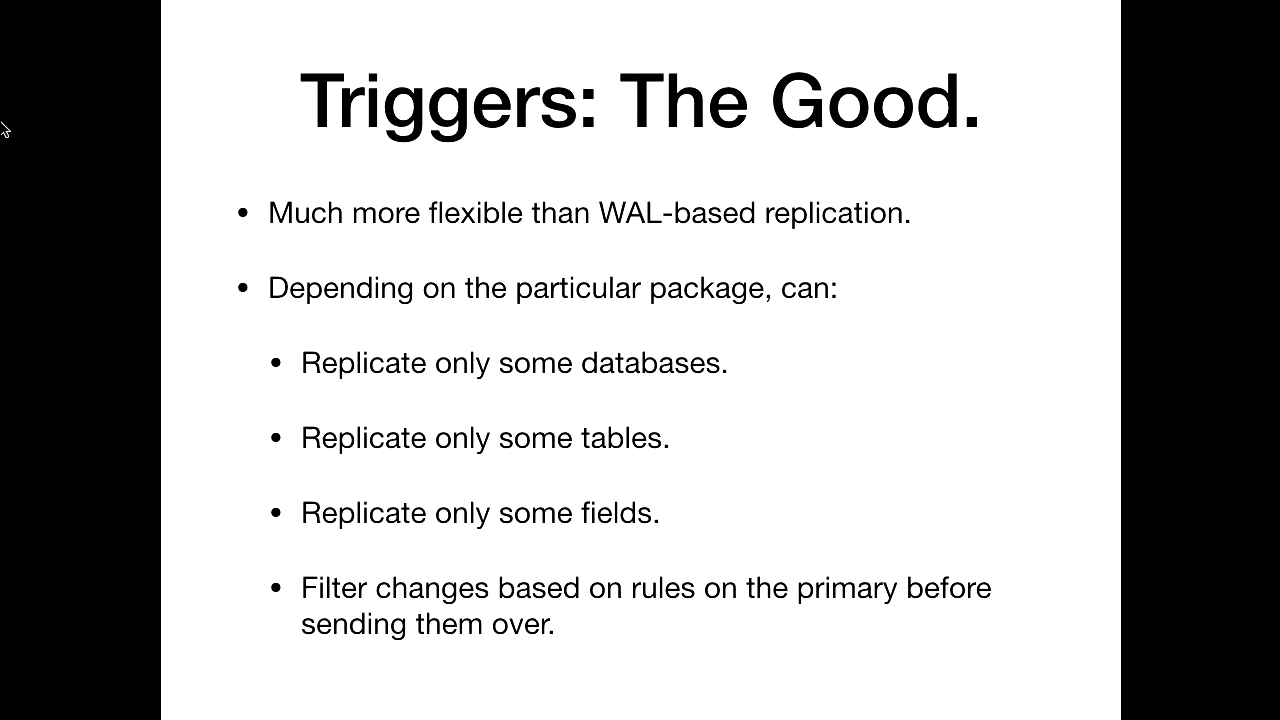 Triggers: The Good.
• Much more flexible than WAL-based replication.
• Depending on the particular package, can:
• Replicate only some databases.
• Replicate only some tables.
• Replicate only some fields.
• Filter changes based on rules on the primary before
sending them over.